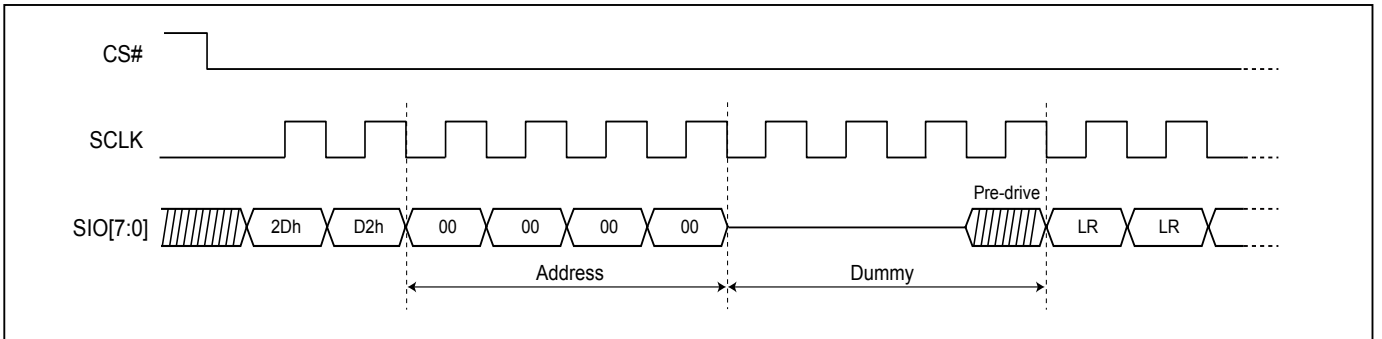 CS#
SCLK
Pre-drive
SIO[7:0] 2Dh D2h 00 00 00 00 LR LR
Address Dummy